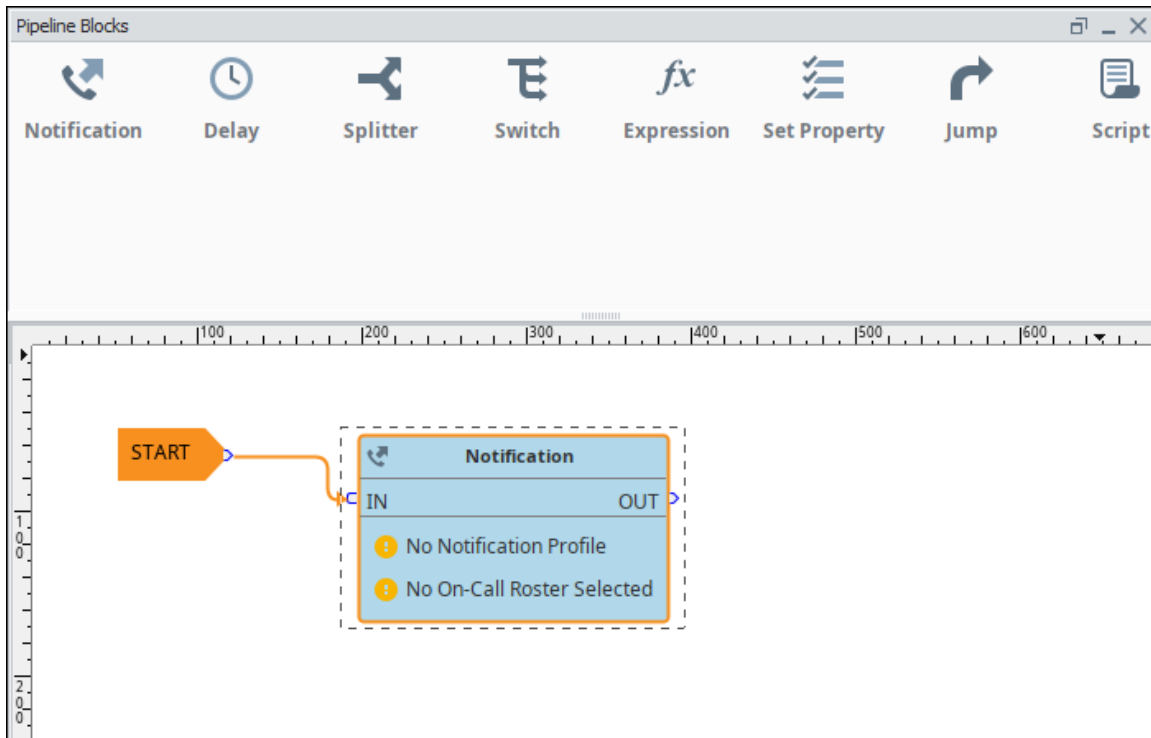 Pipeline Blocks
Notification Delay Splitter Switch Expression Set Property Jump Script
fx
100 200 300 400 500 600
START
Notification
IN OUT
No Notification Profile
No On-Call Roster Selected
100
200